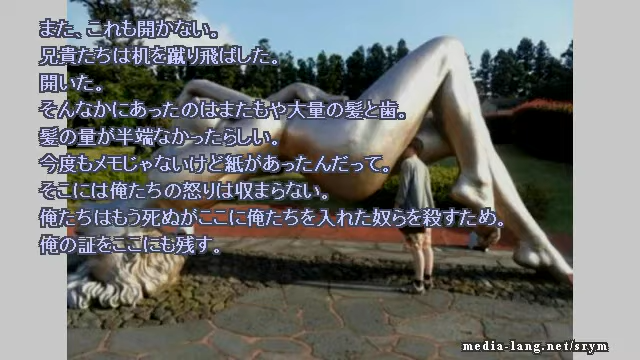 また、これも開かない。
兄貴たちは机を蹴り飛ばした。
開いた。
そんなかにあったのはまたもや大量の髪と歯。
髪の量が半端なかったらしい。
今度もメモじゃないけど紙があったんだって。
そこには俺たちの怒りは収まらない。
俺たちはもう死ぬがここに俺たちを入れた奴らを殺すため。
俺の証をここにも残す。
media-lang.net/srym